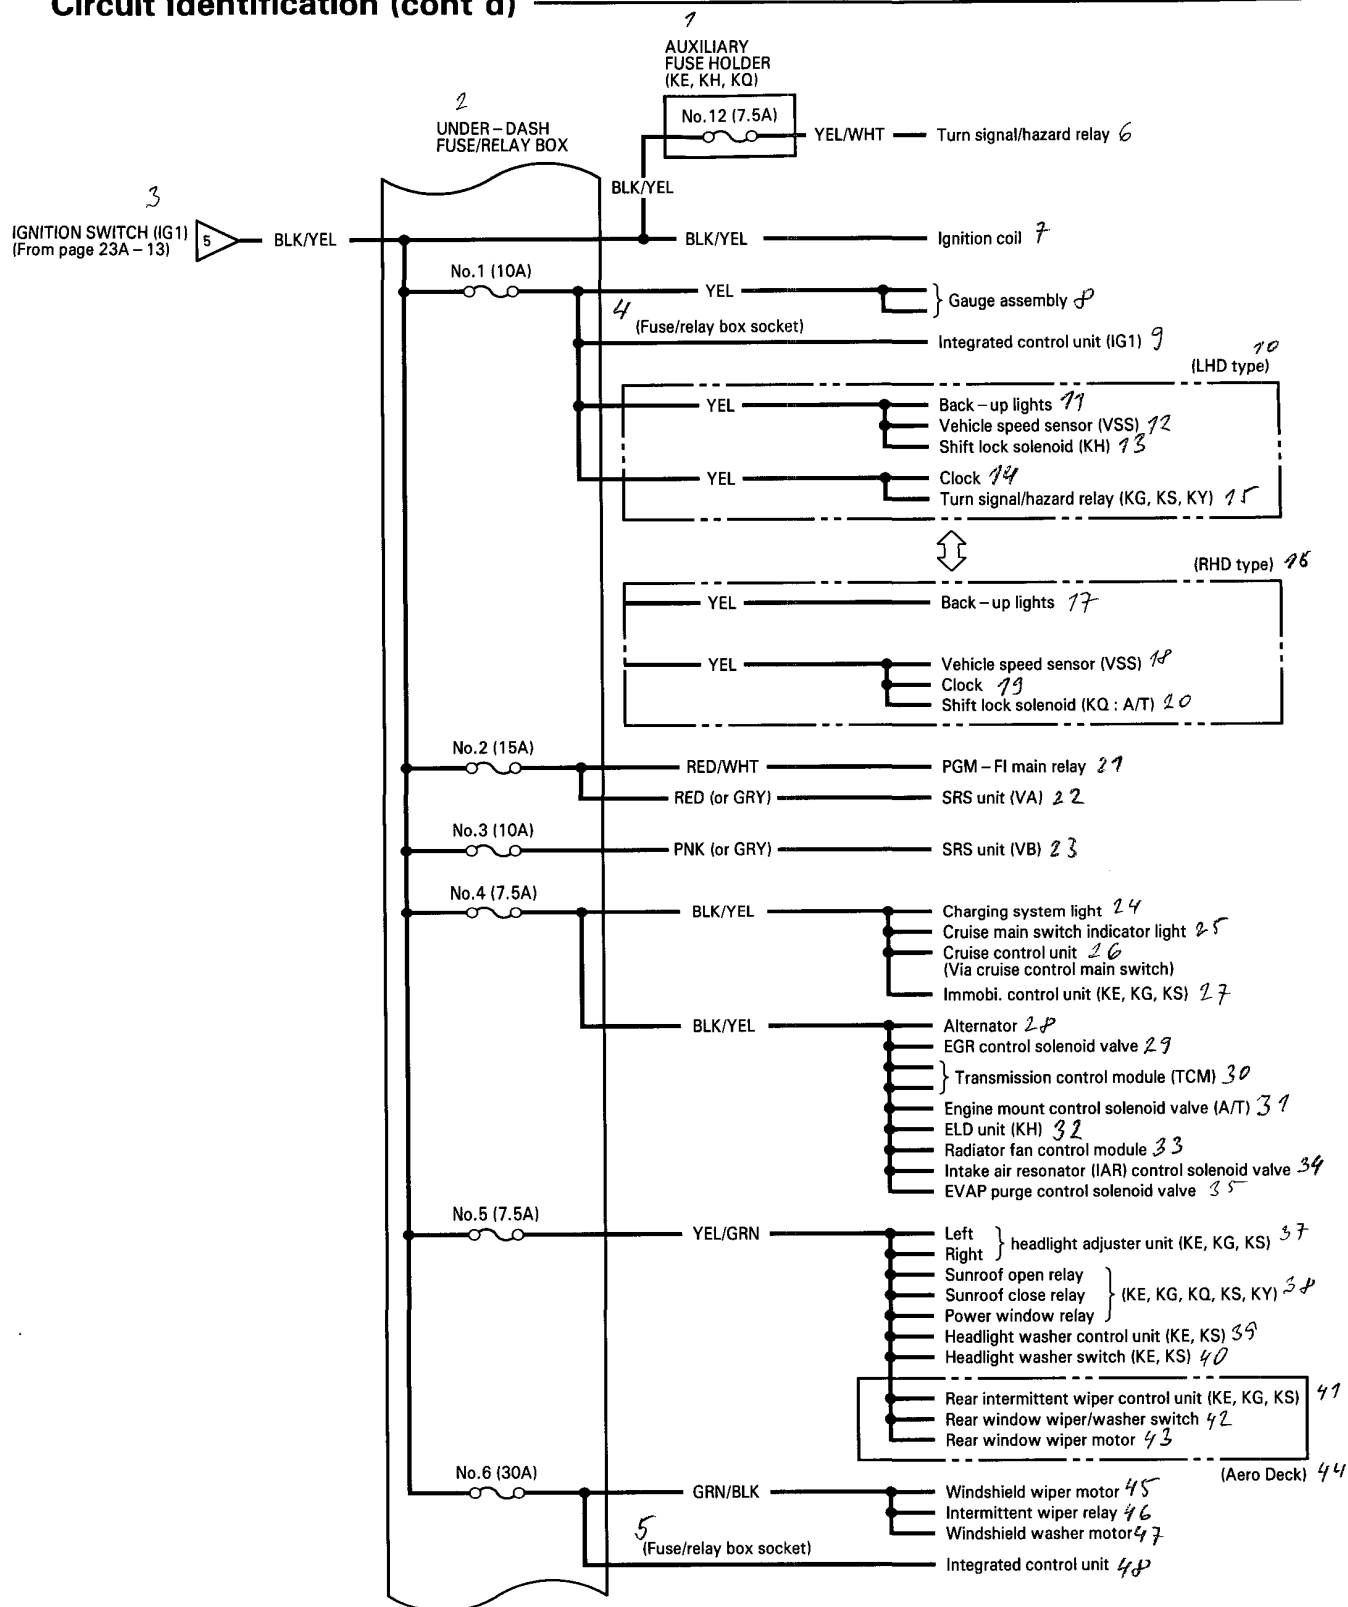 Circuit Identification (cont'd)
1
AUXILIARY
FUSE HOLDER
(KE, KH, KQ)
No.12 (7.5A)
YEL/WHT
Turn signal/hazard relay 6
2
UNDER–DASH
FUSE/RELAY BOX
BLK/YEL
3
IGNITION SWITCH (IG1)
(From page 23A–13)
5
BLK/YEL
BLK/YEL
Ignition coil 7
No.1 (10A)
YEL
Gauge assembly 8
4
(Fuse/relay box socket)
Integrated control unit (IG1) 9
10
(LHD type)
YEL
Back–up lights 11
Vehicle speed sensor (VSS) 12
Shift lock solenoid (KH) 13
YEL
Clock 14
Turn signal/hazard relay (KG, KS, KY) 15
(RHD type) 16
YEL
Back–up lights 17
YEL
Vehicle speed sensor (VSS) 18
Clock 19
Shift lock solenoid (KQ : A/T) 20
No.2 (15A)
RED/WHT
PGM–FI main relay 21
RED (or GRY)
SRS unit (VA) 22
No.3 (10A)
PNK (or GRY)
SRS unit (VB) 23
No.4 (7.5A)
BLK/YEL
Charging system light 24
Cruise main switch indicator light 25
Cruise control unit 26
(Via cruise control main switch)
Immobi. control unit (KE, KG, KS) 27
BLK/YEL
Alternator 28
EGR control solenoid valve 29
Transmission control module (TCM) 30
Engine mount control solenoid valve (A/T) 31
ELD unit (KH) 32
Radiator fan control module 33
Intake air resonator (IAR) control solenoid valve 34
EVAP purge control solenoid valve 35
No.5 (7.5A)
YEL/GRN
Left
Right
headlight adjuster unit (KE, KG, KS) 37
Sunroof open relay
Sunroof close relay
Power window relay
(KE, KG, KQ, KS, KY) 38
Headlight washer control unit (KE, KS) 39
Headlight washer switch (KE, KS) 40
Rear intermittent wiper control unit (KE, KG, KS) 41
Rear window wiper/washer switch 42
Rear window wiper motor 43
(Aero Deck) 44
No.6 (30A)
GRN/BLK
Windshield wiper motor 45
Intermittent wiper relay 46
Windshield washer motor 47
5
(Fuse/relay box socket)
Integrated control unit 48